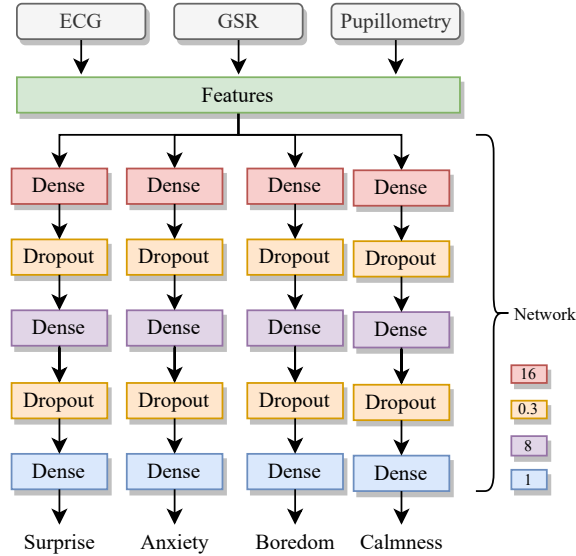 ECG GSR Pupillometry
Features
Dense Dense Dense Dense
Dropout Dropout Dropout Dropout
Dense Dense Dense Dense
Network
16
Dropout Dropout Dropout Dropout
0.3
8
Dense Dense Dense Dense
1
Surprise Anxiety Boredom Calmness